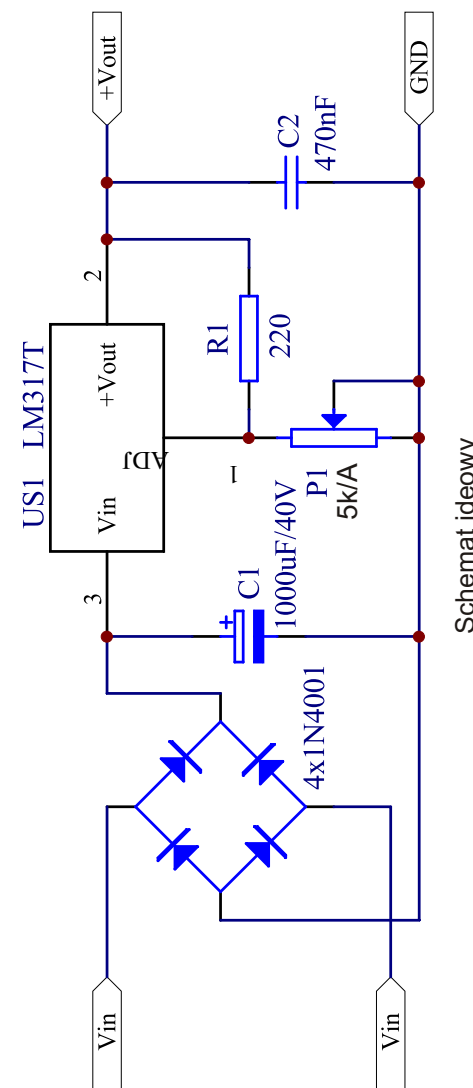 Vin
Vin
4x1N4001
C1
1000uF/40V
+
3
US1 LM317T
Vin
+Vout
ADJ
1
2
P1
5k/A
R1
220
C2
470nF
+Vout
GND
Schemat ideowy